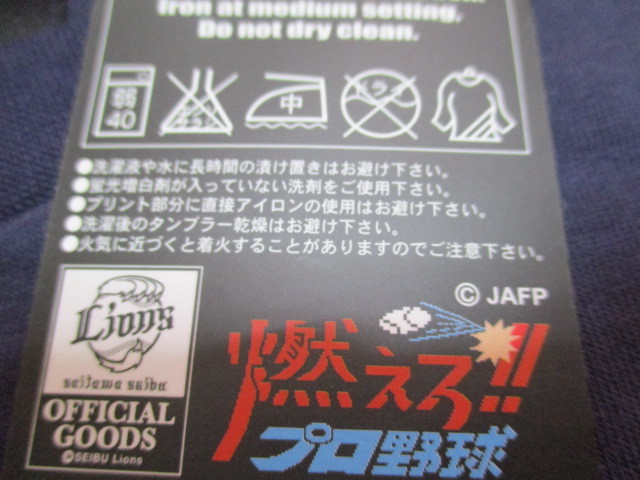 Iron at medium setting.
Do not dry clean.
弱
40
エンソ
サラシ
中
ドライ
●洗濯液や水に長時間の漬け置きはお避け下さい。
●蛍光増白剤が入っていない洗剤をご使用下さい。
●プリント部分に直接アイロンの使用はお避け下さい。
●洗濯後のタンブラー乾燥はお避け下さい。
●火気に近づくと着火することがありますのでご注意下さい。
© JAFP
Lions
saitama seibu
OFFICIAL
GOODS
©SEIBU Lions
燃えろ!!
プロ野球